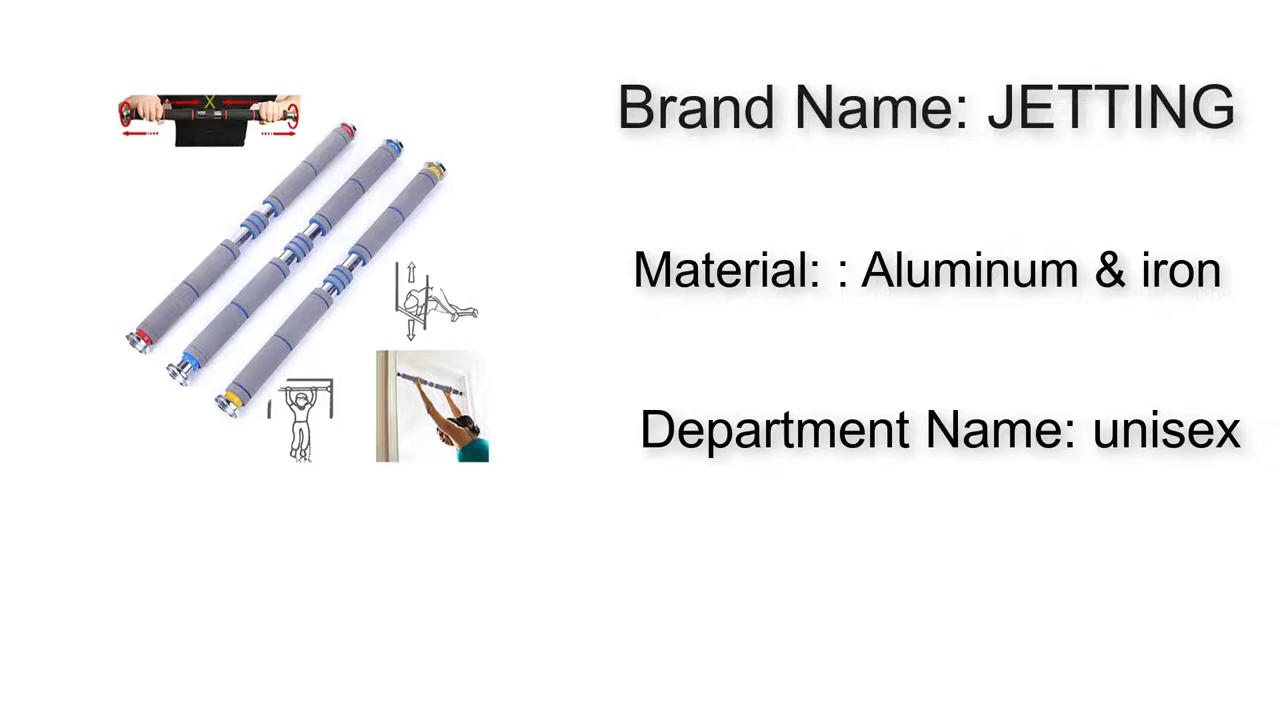 Brand Name: JETTING
Material: : Aluminum & iron
Department Name: unisex